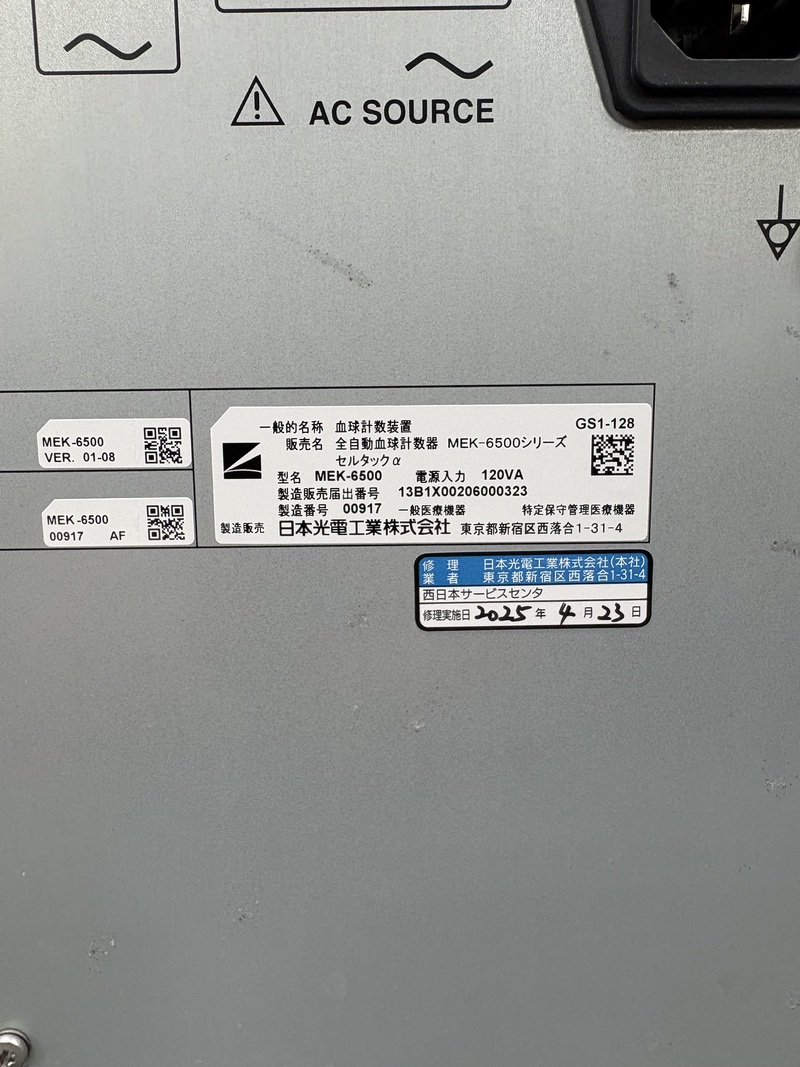 AC SOURCE
MEK-6500
VER. 01-08
MEK-6500
00917 AF
GS1-128
一般的名称 血球計数装置
販売名 全自動血球計数器 MEK-6500シリーズ
セルタックα
型名 MEK-6500 電源入力 120VA
製造販売届出番号 13B1X00206000323
製造番号 00917 一般医療機器 特定保守管理医療機器
製造販売 日本光電工業株式会社 東京都新宿区西落合1-31-4
修理業者 日本光電工業株式会社(本社)
東京都新宿区西落合1-31-4
西日本サービスセンタ
修理実施日 2025年4月23日